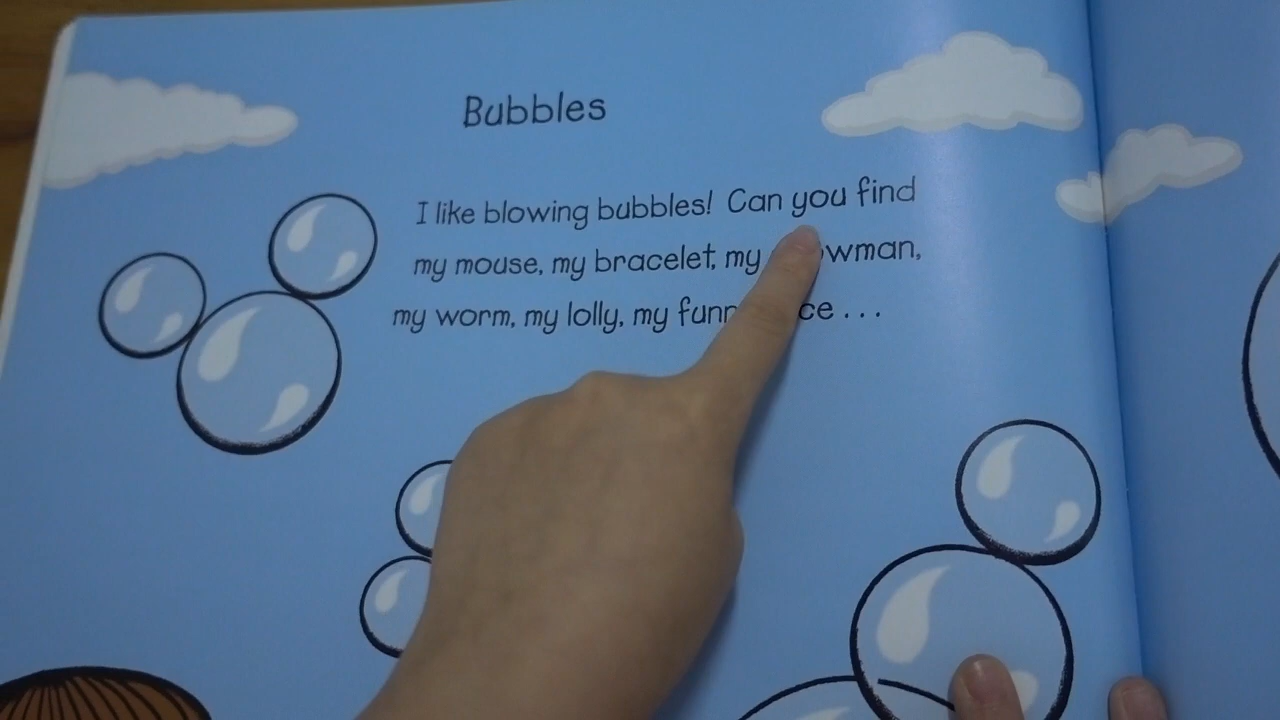 Bubbles
I like blowing bubbles! Can you find
my mouse, my bracelet, my owman,
my worm, my lolly, my funn ce . . .